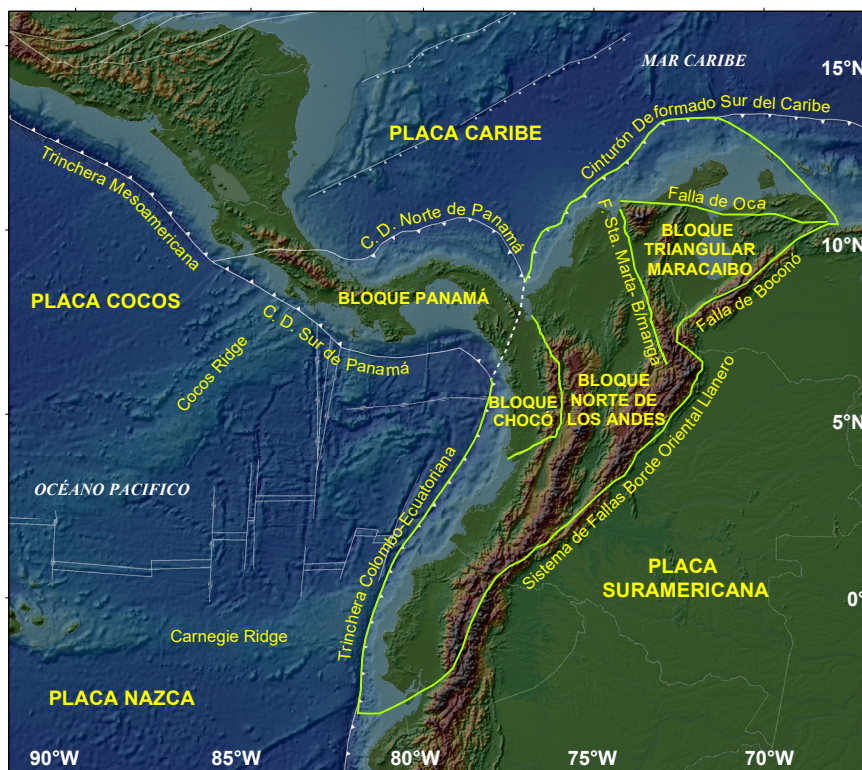 MAR CARIBE
15°N
PLACA CARIBE
Cinturón Deformado Sur del Caribe
Trinchera Mesoamericana
Falla de Oca
C. D. Norte de Panamá
F. Sta. Marta- B/manga
BLOQUE
TRIANGULAR
MARACAIBO
10°N
PLACA COCOS
BLOQUE PANAMÁ
Falla de Boconó
C. D. Sur de Panamá
Cocos Ridge
BLOQUE
CHOCÓ
BLOQUE
NORTE DE
LOS ANDES
5°N
OCÉANO PACIFICO
Trinchera Colombo-Ecuatoriana
Sistema de Fallas Borde Oriental Llanero
PLACA
SURAMERICANA
0°
Carnegie Ridge
PLACA NAZCA
90°W
85°W
80°W
75°W
70°W